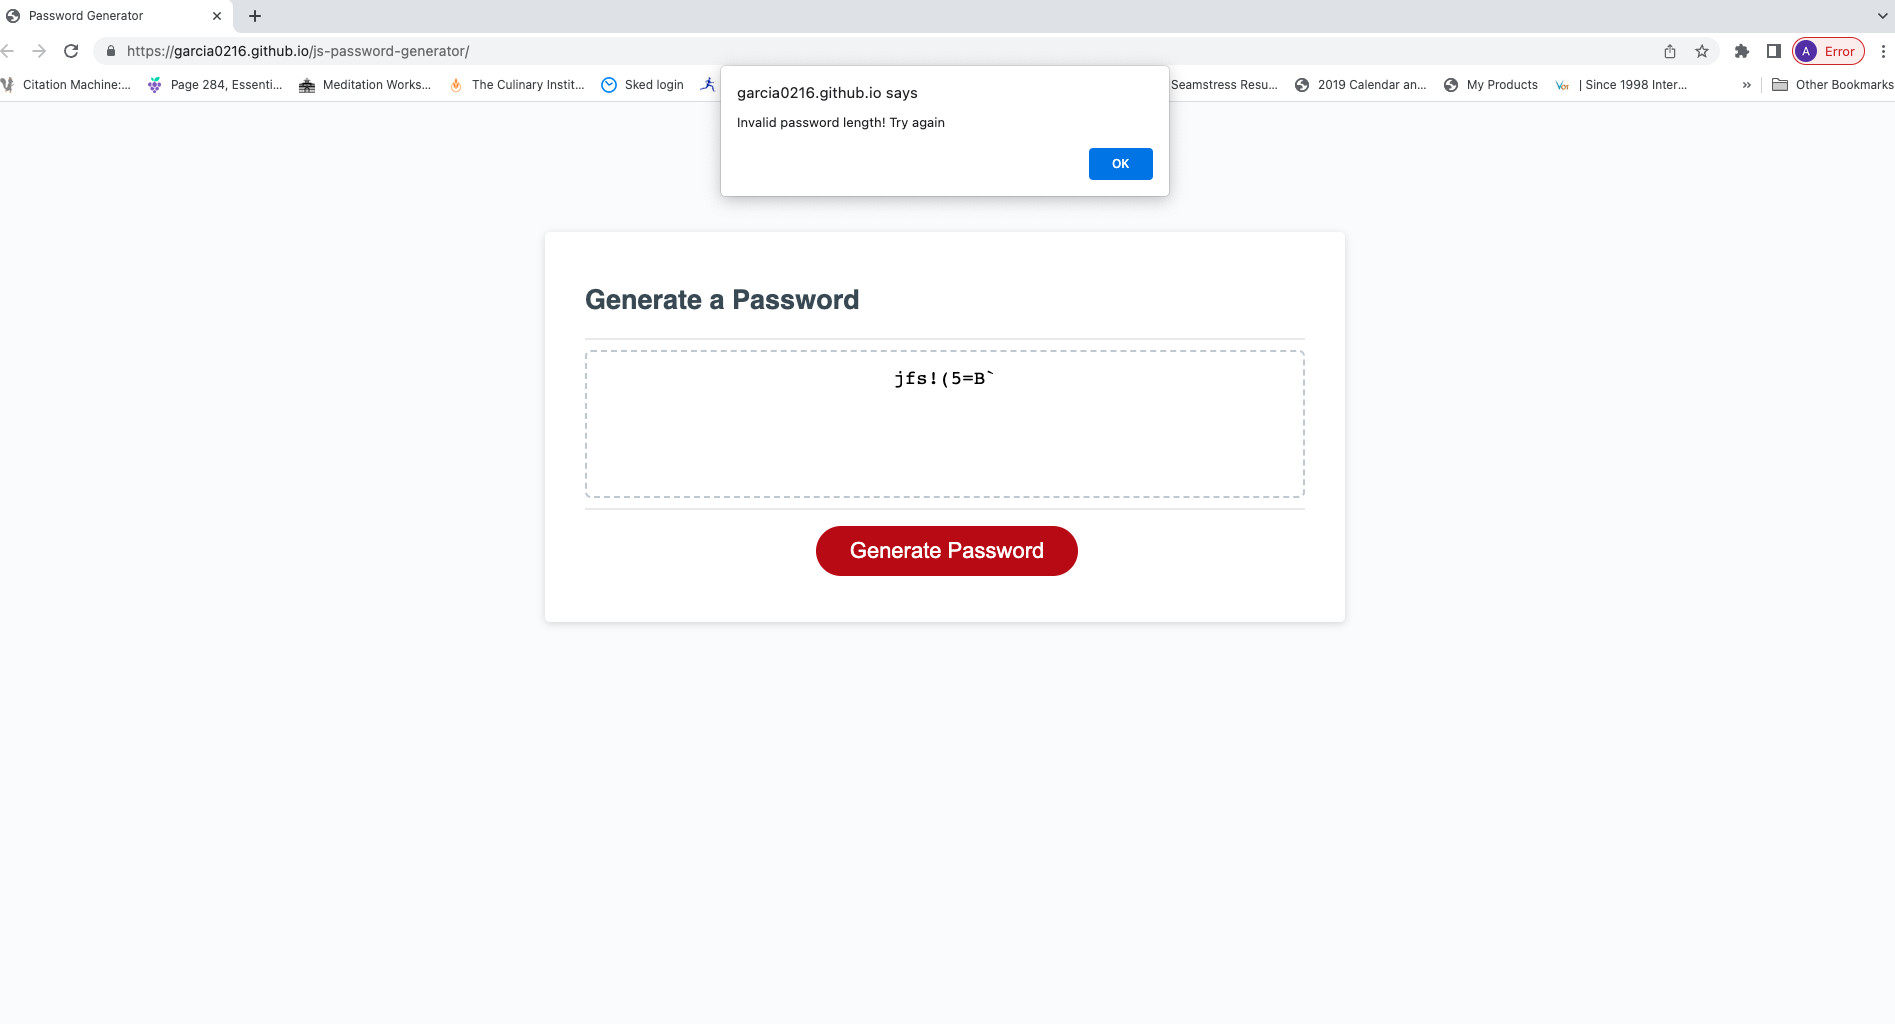 Password Generator
https://garcia0216.github.io/js-password-generator/
A Error
Citation Machine:... Page 284, Essenti... Meditation Works... The Culinary Instit... Sked login Seamstress Resu... 2019 Calendar an... My Products | Since 1998 Inter... » Other Bookmarks
garcia0216.github.io says
Invalid password length! Try again
OK
Generate a Password
jfs!(5=B`
Generate Password